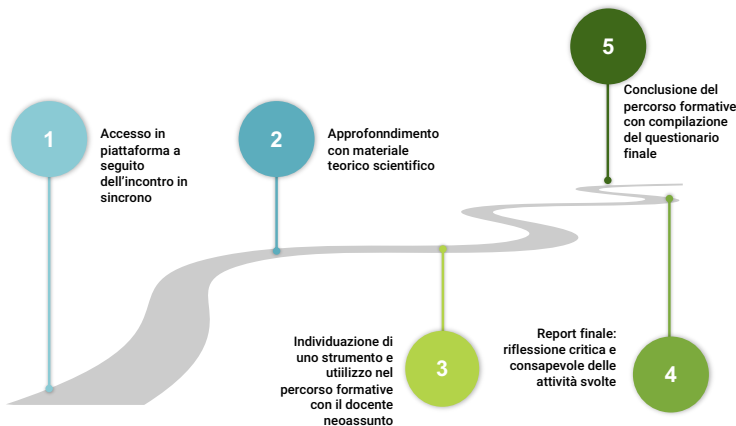 1
Accesso in
piattaforma a
seguito
dell'incontro in
sincrono
2
Approfonndimento
con materiale
teorico scientifico
3
Individuazione di
uno strumento e
utiilizzo nel
percorso formativo
con il docente
neoassunto
4
Report finale:
riflessione critica e
consapevole delle
attività svolte
5
Conclusione del
percorso formativo
con compilazione
del questionario
finale